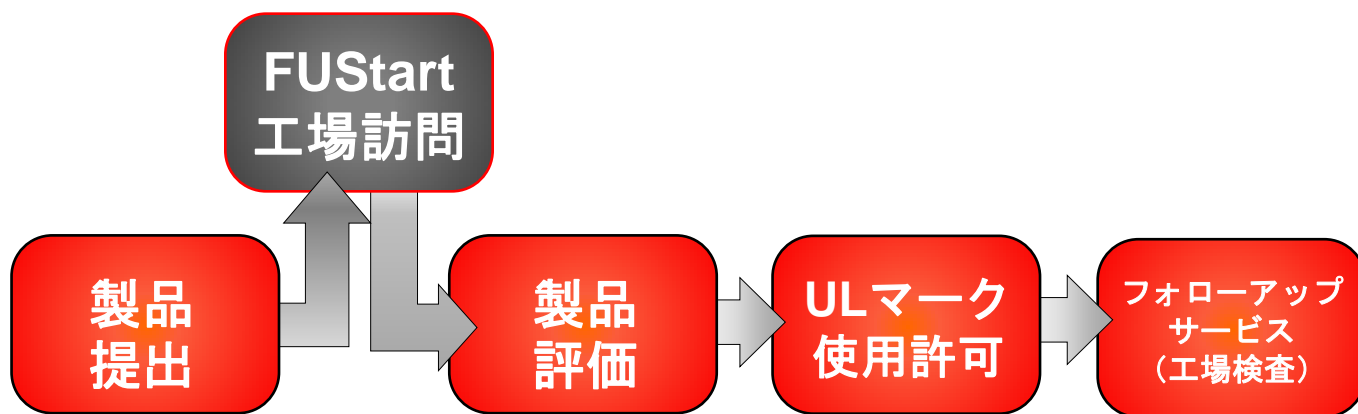 FUStart
工場訪問
製品
提出
製品
評価
ULマーク
使用許可
フォローアップ
サービス
（工場検査）